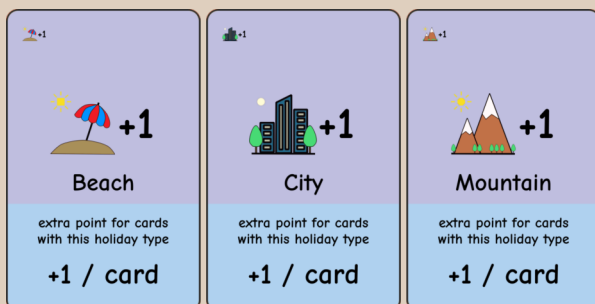 +1
+1
Beach
extra point for cards
with this holiday type
+1 / card
+1
+1
City
extra point for cards
with this holiday type
+1 / card
+1
+1
Mountain
extra point for cards
with this holiday type
+1 / card